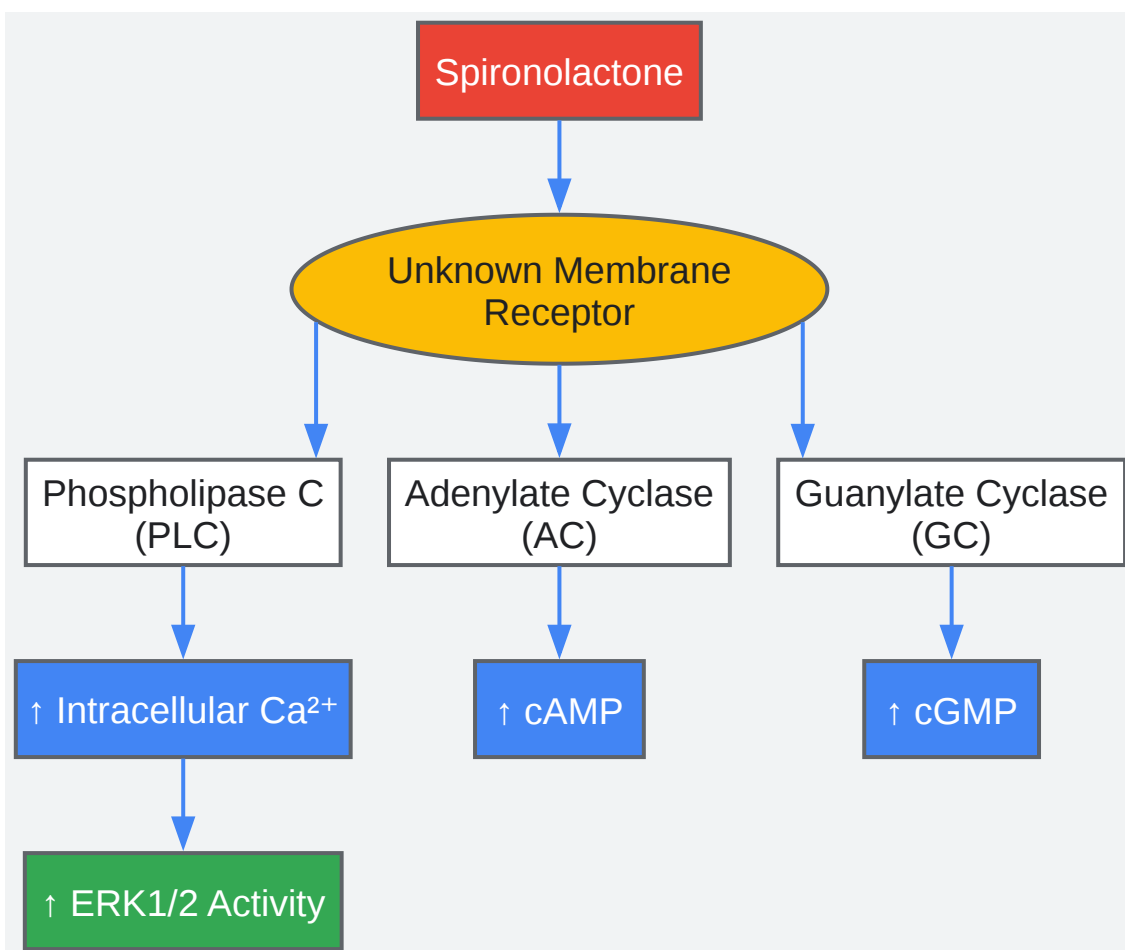 Spironolactone
Unknown Membrane
Receptor
Phospholipase C
(PLC)
Adenylate Cyclase
(AC)
Guanylate Cyclase
(GC)
↑ Intracellular Ca²⁺
↑ cAMP
↑ cGMP
↑ ERK1/2 Activity